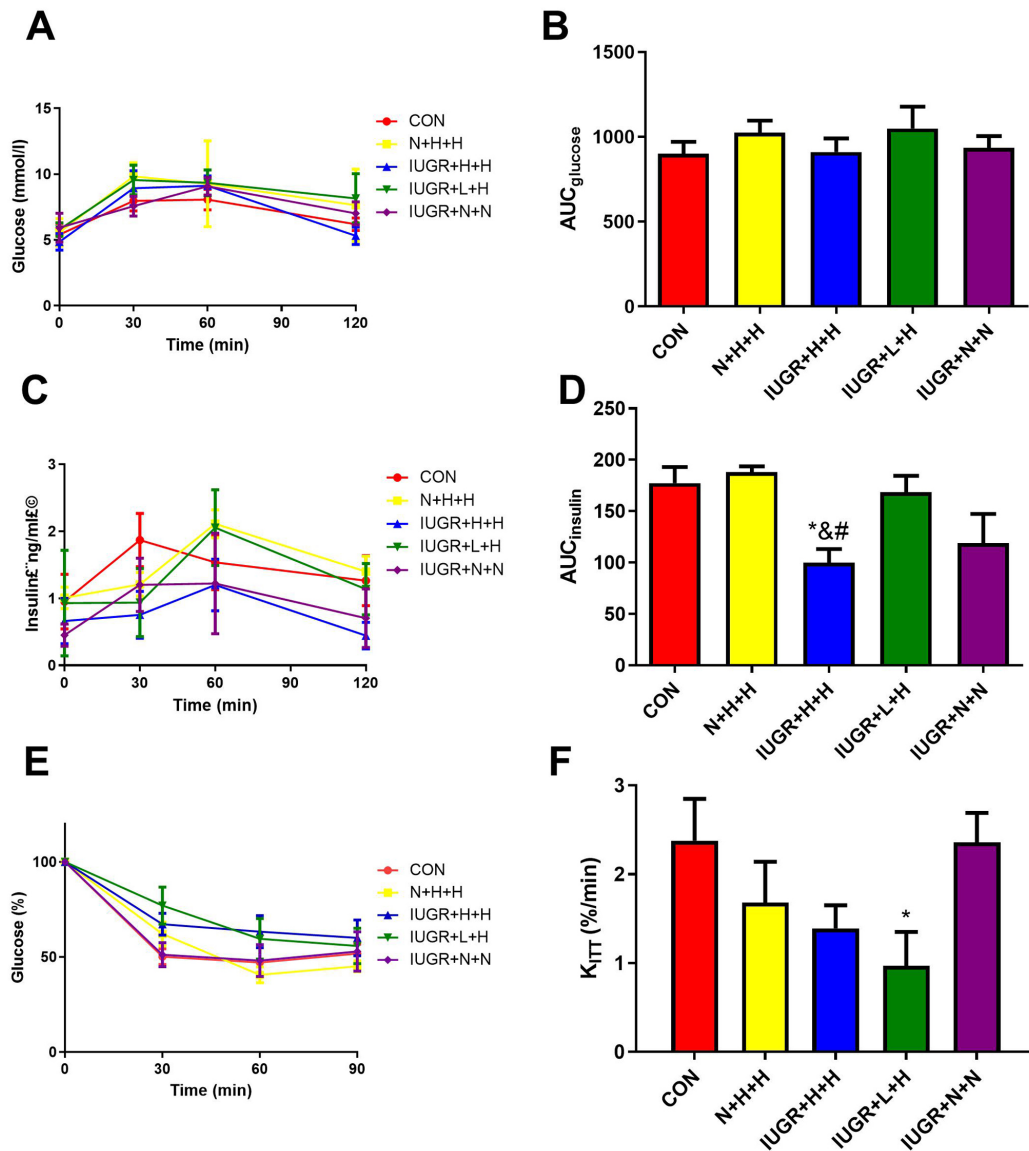 A
Glucose (mmol/l)
15
10
5
0
0 30 60 90 120
Time (min)
CON
N+H+H
IUGR+H+H
IUGR+L+H
IUGR+N+N
B
AUCglucose
1500
1000
500
0
CON N+H+H IUGR+H+H IUGR+L+H IUGR+N+N
C
Insulin£¨ng/ml£©
3
2
1
0
0 30 60 90 120
Time (min)
CON
N+H+H
IUGR+H+H
IUGR+L+H
IUGR+N+N
D
AUCinsulin
250
200
150
100
50
0
*&#
CON N+H+H IUGR+H+H IUGR+L+H IUGR+N+N
E
Glucose (%)
100
50
0
0 30 60 90
Time (min)
CON
N+H+H
IUGR+H+H
IUGR+L+H
IUGR+N+N
F
KITT (%/min)
3
2
1
0
*
CON N+H+H IUGR+H+H IUGR+L+H IUGR+N+N